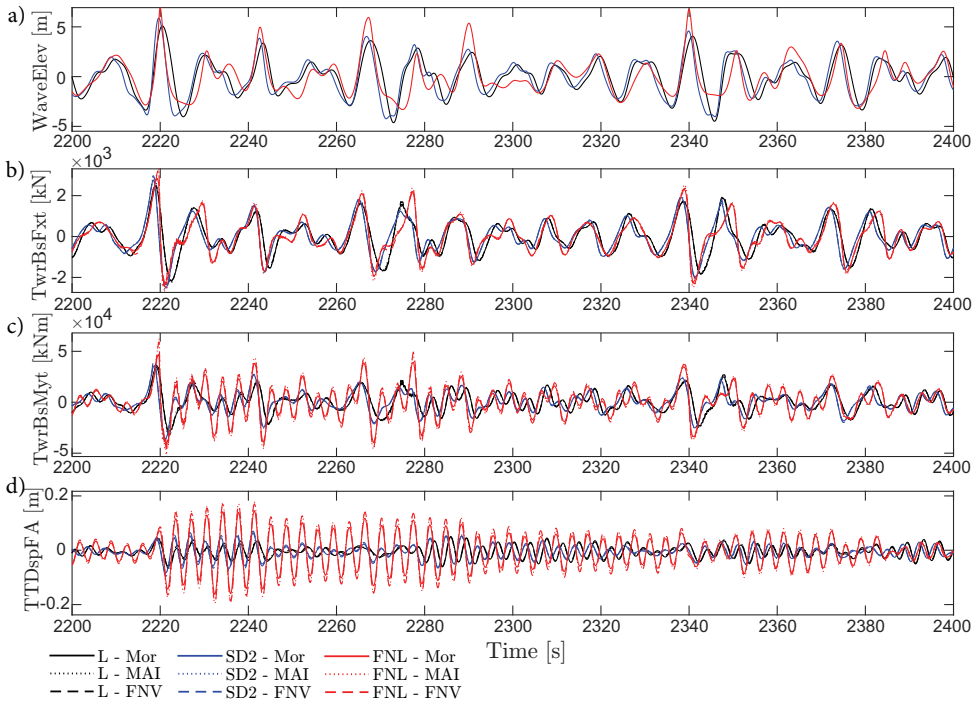 a)
WaveElev [m]
5
0
-5
2200 2220 2240 2260 2280 2300 2320 2340 2360 2380 2400
b)
×10³
TwrBsFxt [kN]
2
0
-2
2200 2220 2240 2260 2280 2300 2320 2340 2360 2380 2400
c)
×10⁴
TwrBsMyt [kNm]
5
0
-5
2200 2220 2240 2260 2280 2300 2320 2340 2360 2380 2400
d)
TTDspFA [m]
0.2
0
-0.2
2200 2220 2240 2260 2280 2300 2320 2340 2360 2380 2400
Time [s]
L - Mor SD2 - Mor FNL - Mor
L - MAI SD2 - MAI FNL - MAI
L - FNV SD2 - FNV FNL - FNV